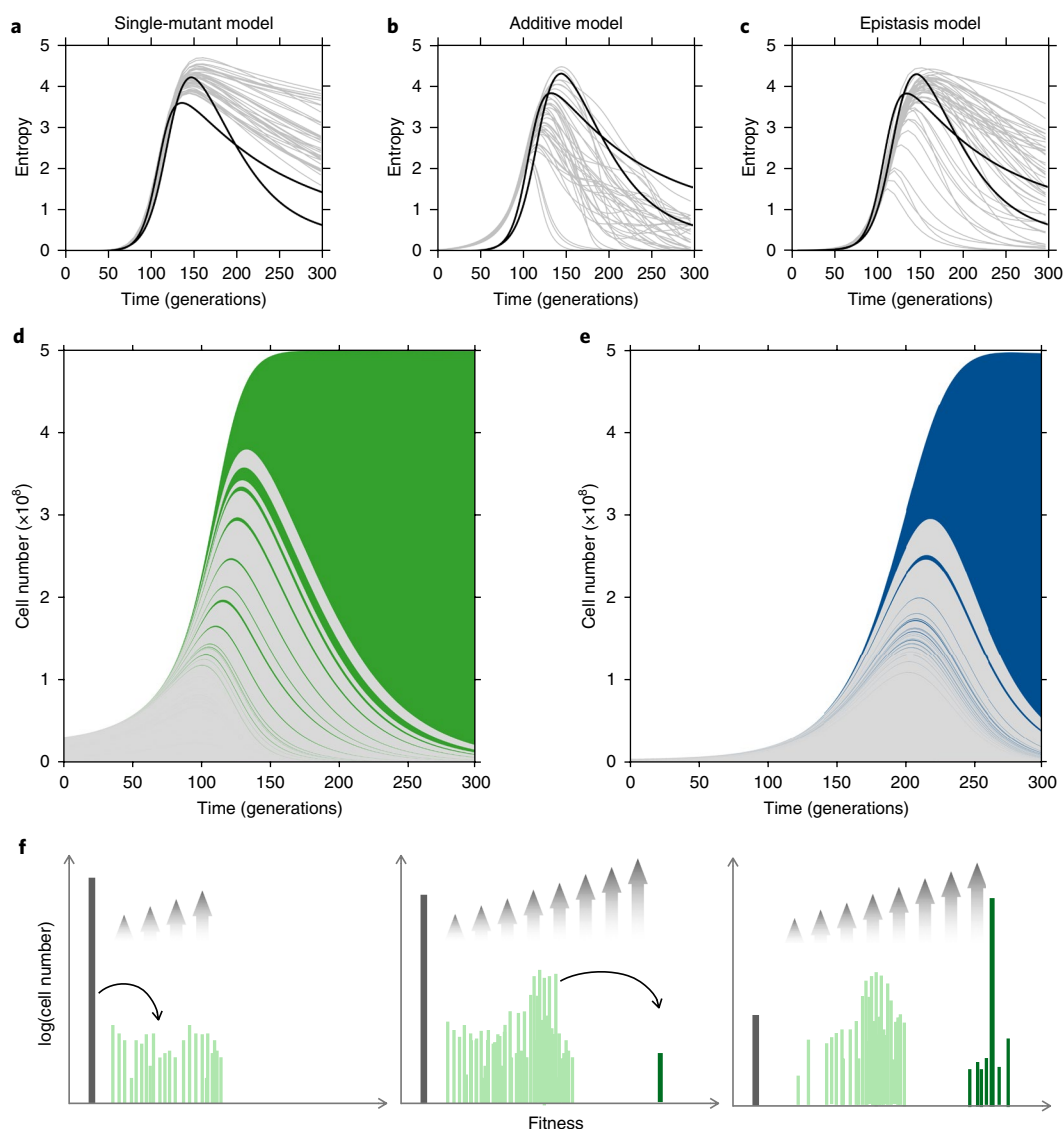 a Single-mutant model
5
4
3
2
1
0
Entropy
0 50 100 150 200 250 300
Time (generations)
b Additive model
5
4
3
2
1
0
Entropy
0 50 100 150 200 250 300
Time (generations)
c Epistasis model
5
4
3
2
1
0
Entropy
0 50 100 150 200 250 300
Time (generations)
d
5
4
3
2
1
0
Cell number (×10⁸)
0 50 100 150 200 250 300
Time (generations)
e
5
4
3
2
1
0
Cell number (×10⁸)
0 50 100 150 200 250 300
Time (generations)
f
log(cell number)
Fitness